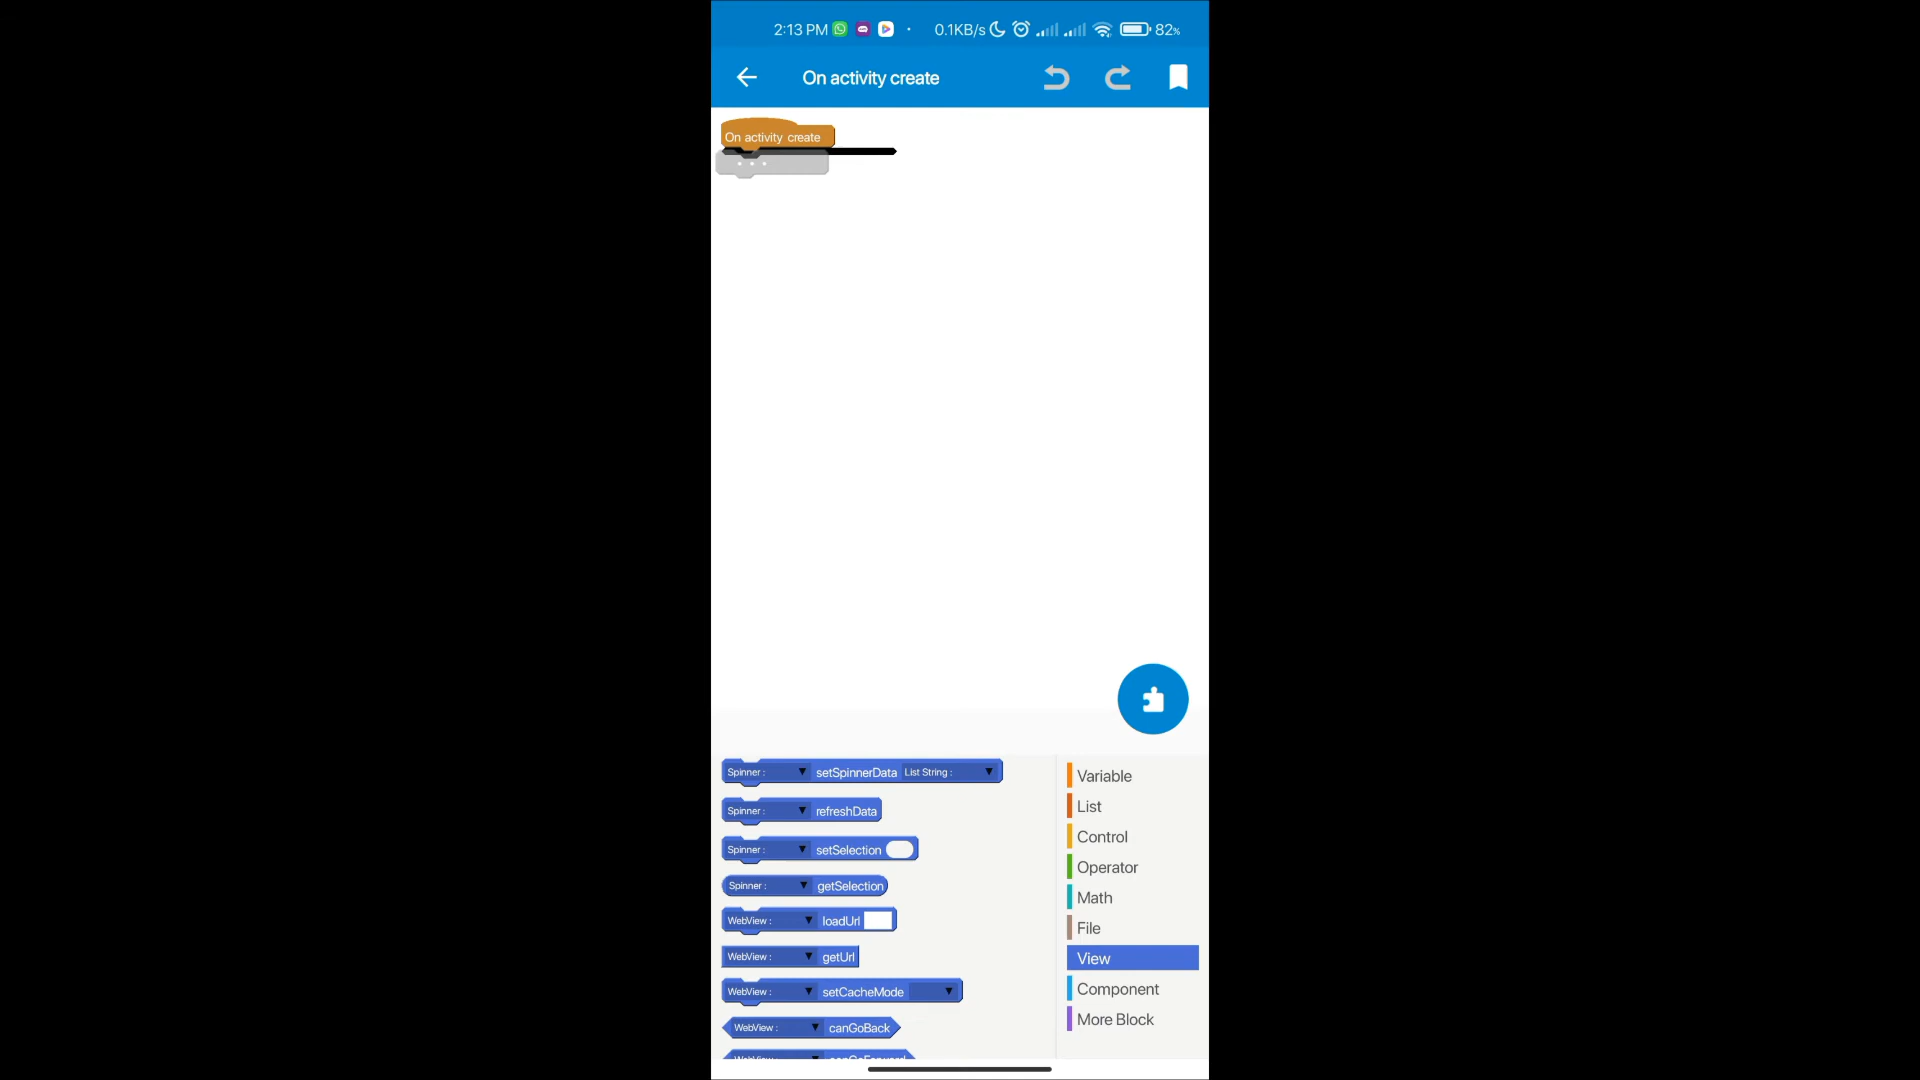 2:13 PM
0.1KB/s
82%
On activity create
On activity create
Spinner : setSpinnerData List String :
Spinner : refreshData
Spinner : setSelection
Spinner : getSelection
WebView : loadUrl
WebView : getUrl
WebView : setCacheMode
WebView : canGoBack
WebView : canGoForward
Variable
List
Control
Operator
Math
File
View
Component
More Block